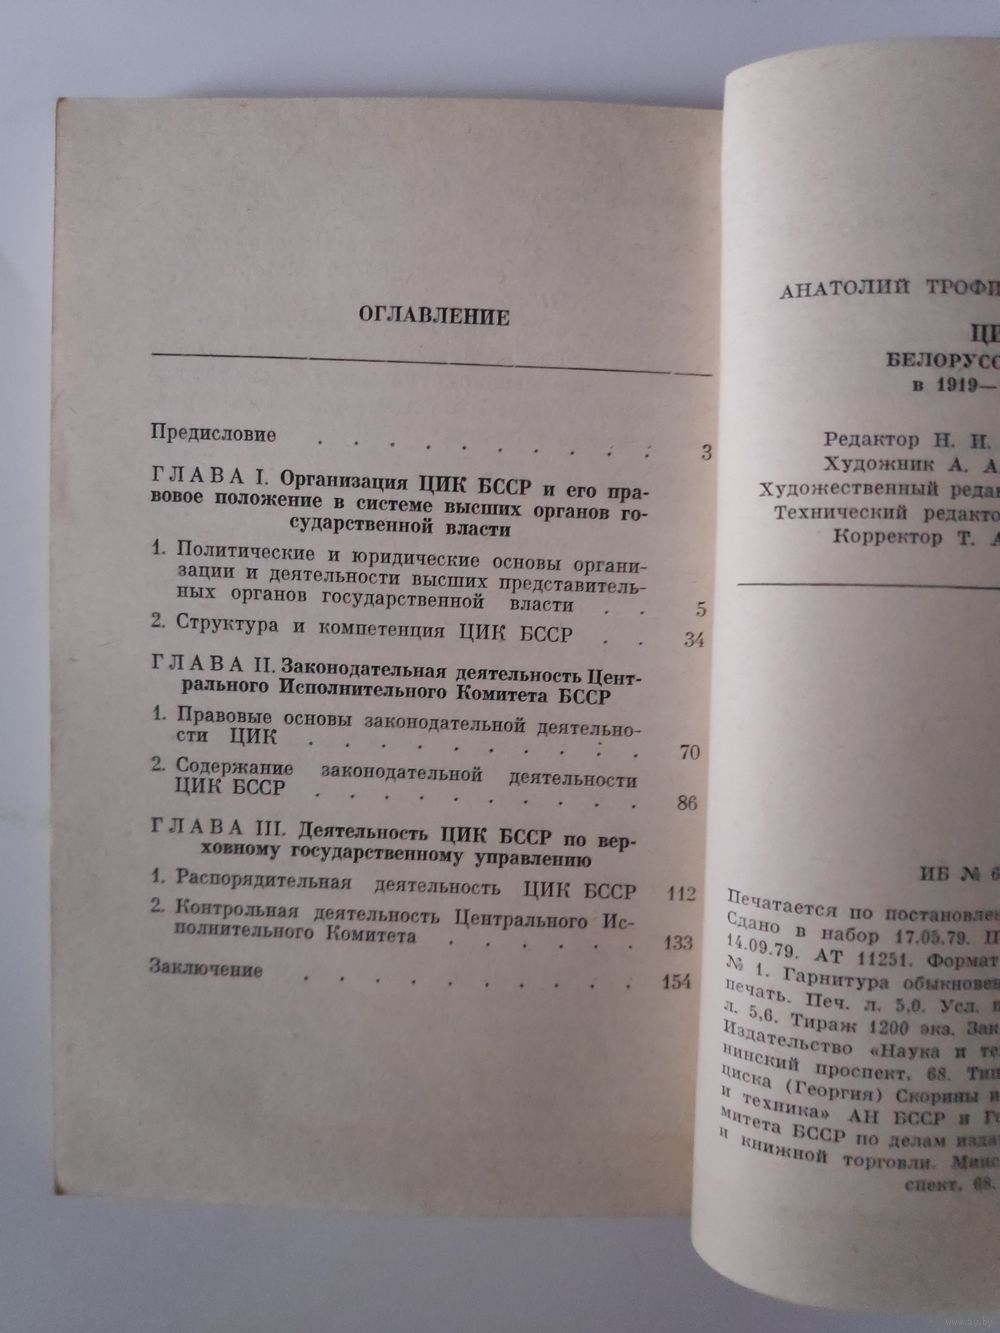 ОГЛАВЛЕНИЕ
Предисловие . . . . . . . . . 3
ГЛАВА I. Организация ЦИК БССР и его пра-
вовое положение в системе высших органов го-
сударственной власти
1. Политические и юридические основы органи-
зации и деятельности высших представитель-
ных органов государственной власти . . 5
2. Структура и компетенция ЦИК БССР . . 34
ГЛАВА II. Законодательная деятельность Цент-
рального Исполнительного Комитета БССР
1. Правовые основы законодательной деятельно-
сти ЦИК . . . . . . . . . 70
2. Содержание законодательной деятельности
ЦИК БССР . . . . . . . . . 86
ГЛАВА III. Деятельность ЦИК БССР по вер-
ховному государственному управлению
1. Распорядительная деятельность ЦИК БССР 112
2. Контрольная деятельность Центрального Ис-
полнительного Комитета . . . . . . 133
Заключение . . . . . . . . . 154
АНАТОЛИЙ ТРОФИ
БЕЛОРУСС
в 1919—
Редактор Н. И.
Художник А. А.
Художественный редак
Технический редакто
Корректор Т. А
ИБ № 6
Печатается по постановлен
Сдано в набор 17.05.79. П
14.09.79. АТ 11251. Формат
№ 1. Гарнитура обыкновен
печать. Печ. л. 5,0. Усл. п
л. 5,6. Тираж 1200 экз. Зак
Издательство «Наука и те
нинский проспект, 68. Тип
циска (Георгия) Скорины и
и техника» АН БССР и Го
митета БССР по делам изда
и книжной торговли. Минс
спект, 68.
www.ay.by